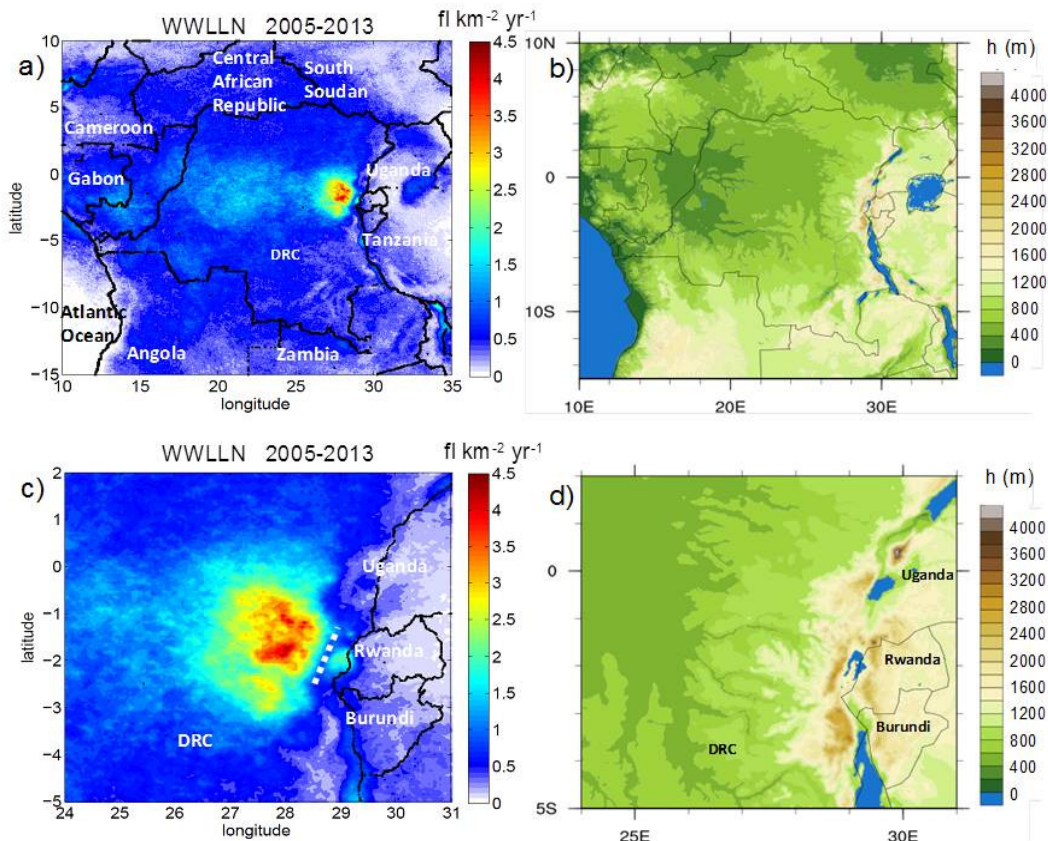 WWLLN 2005-2013
fl km-2 yr-1
a)
10
5
0
−5
−10
−15
latitude
10
15
20
25
30
35
longitude
Central
African
Republic
South
Soudan
Cameroon
Gabon
Uganda
Tanzania
DRC
Atlantic
Ocean
Angola
Zambia
4.5
4
3.5
3
2.5
2
1.5
1
0.5
0
b)
10N
0
10S
10E
20E
30E
h (m)
4000
3600
3200
2800
2400
2000
1600
1200
800
400
0
WWLLN 2005-2013
fl km-2 yr-1
c)
2
1
0
−1
−2
−3
−4
−5
latitude
24
25
26
27
28
29
30
31
longitude
Uganda
Rwanda
Burundi
DRC
4.5
4
3.5
3
2.5
2
1.5
1
0.5
0
d)
0
5S
25E
30E
Uganda
Rwanda
Burundi
DRC
h (m)
4000
3600
3200
2800
2400
2000
1600
1200
800
400
0